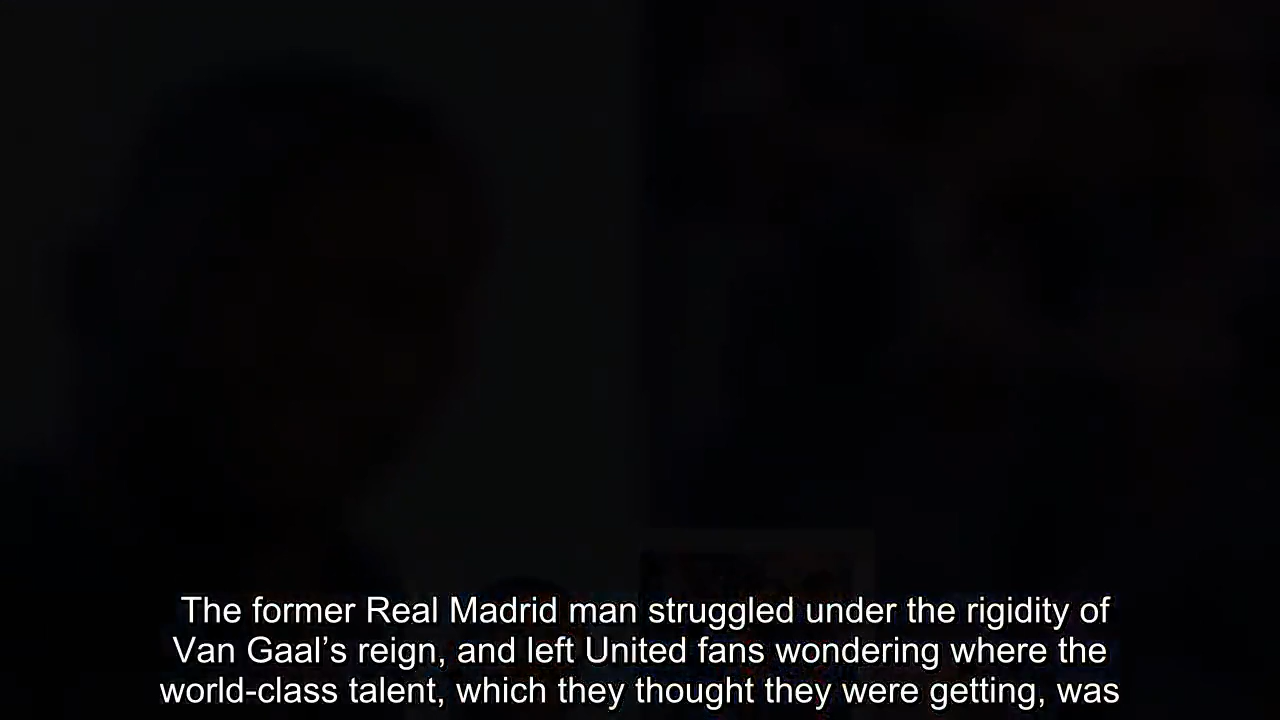 The former Real Madrid man struggled under the rigidity of
Van Gaal’s reign, and left United fans wondering where the
world-class talent, which they thought they were getting, was